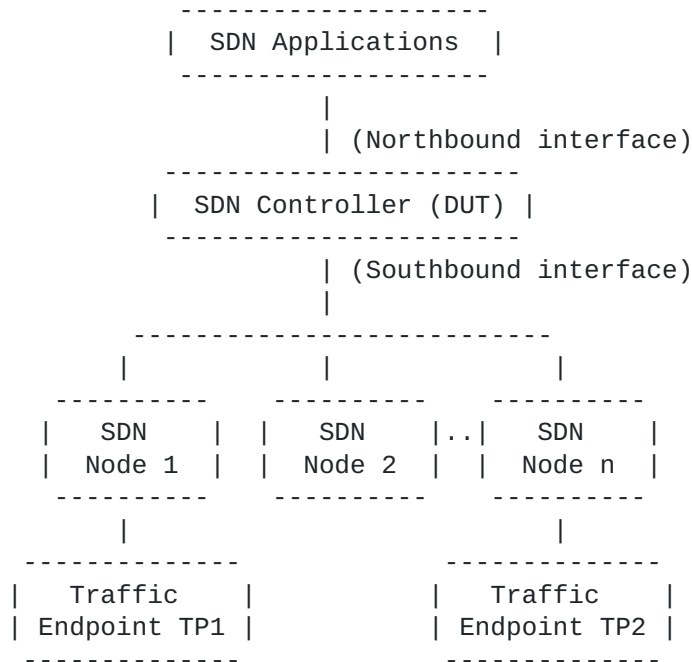 SDN Applications
(Northbound interface)
SDN Controller (DUT)
(Southbound interface)
SDN SDN .. SDN
Node 1 Node 2 Node n
Traffic Traffic
Endpoint TP1 Endpoint TP2